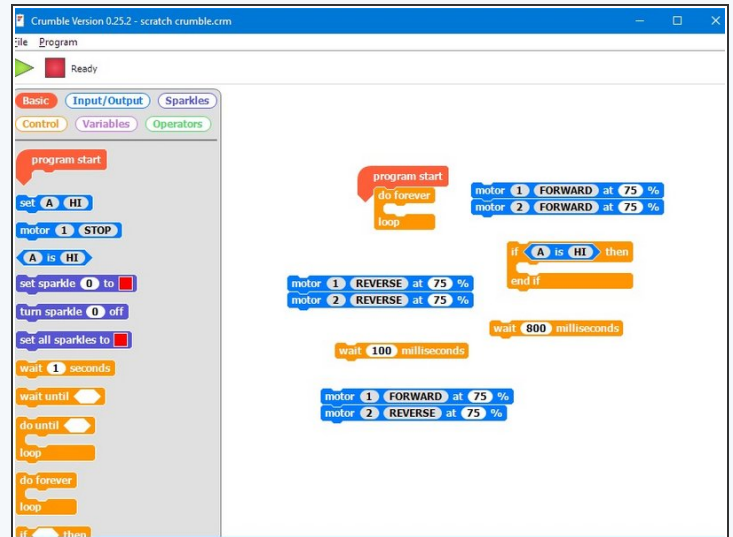 Crumble Version 0.25.2 - scratch crumble.crm
File Program
Ready
Basic Input/Output Sparkles
Control Variables Operators
program start
set A HI
motor 1 STOP
A is HI
set sparkle 0 to
turn sparkle 0 off
set all sparkles to
wait 1 seconds
wait until
do until
loop
do forever
loop
if then
program start
do forever
loop
motor 1 FORWARD at 75 %
motor 2 FORWARD at 75 %
if A is HI then
end if
motor 1 REVERSE at 75 %
motor 2 REVERSE at 75 %
wait 800 milliseconds
wait 100 milliseconds
motor 1 FORWARD at 75 %
motor 2 REVERSE at 75 %